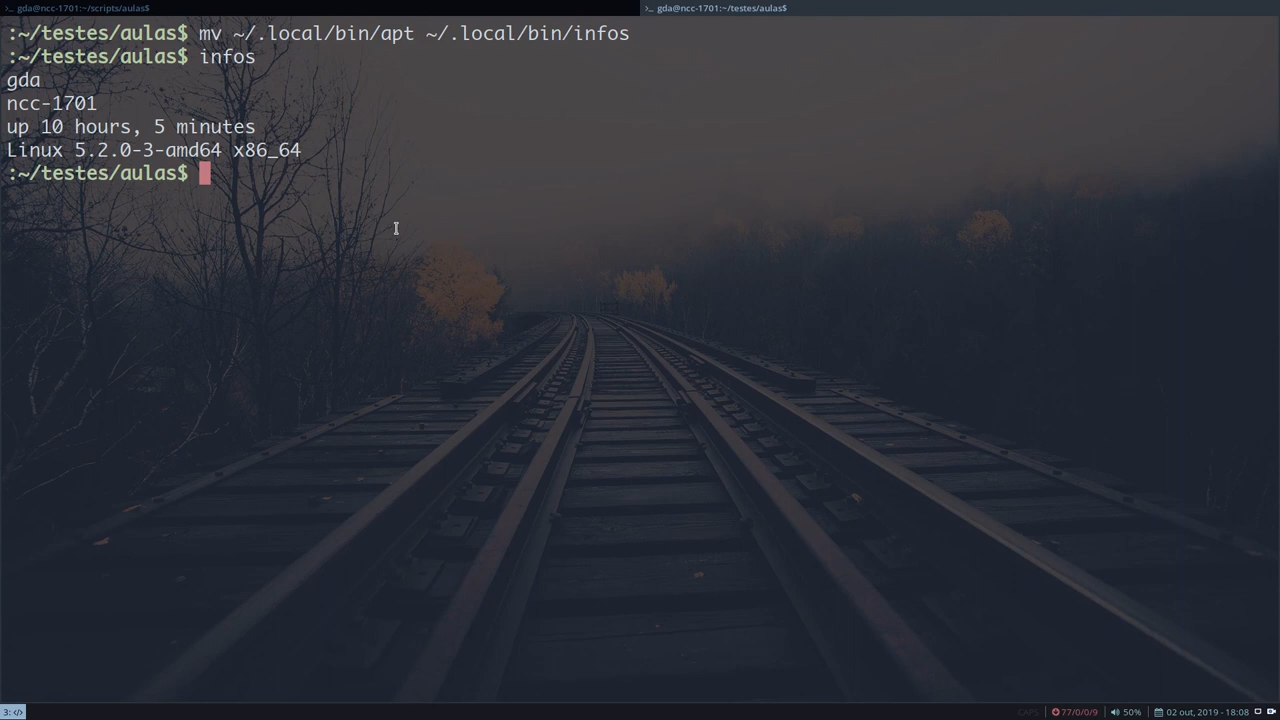 gda@ncc-1701:~/scripts/aulas$
gda@ncc-1701:~/testes/aulas$
:~/testes/aulas$ mv ~/.local/bin/apt ~/.local/bin/infos
:~/testes/aulas$ infos
gda
ncc-1701
up 10 hours, 5 minutes
Linux 5.2.0-3-amd64 x86_64
:~/testes/aulas$
3: </> CAPS 77/0/0/9 50% 02 out, 2019 - 18:08